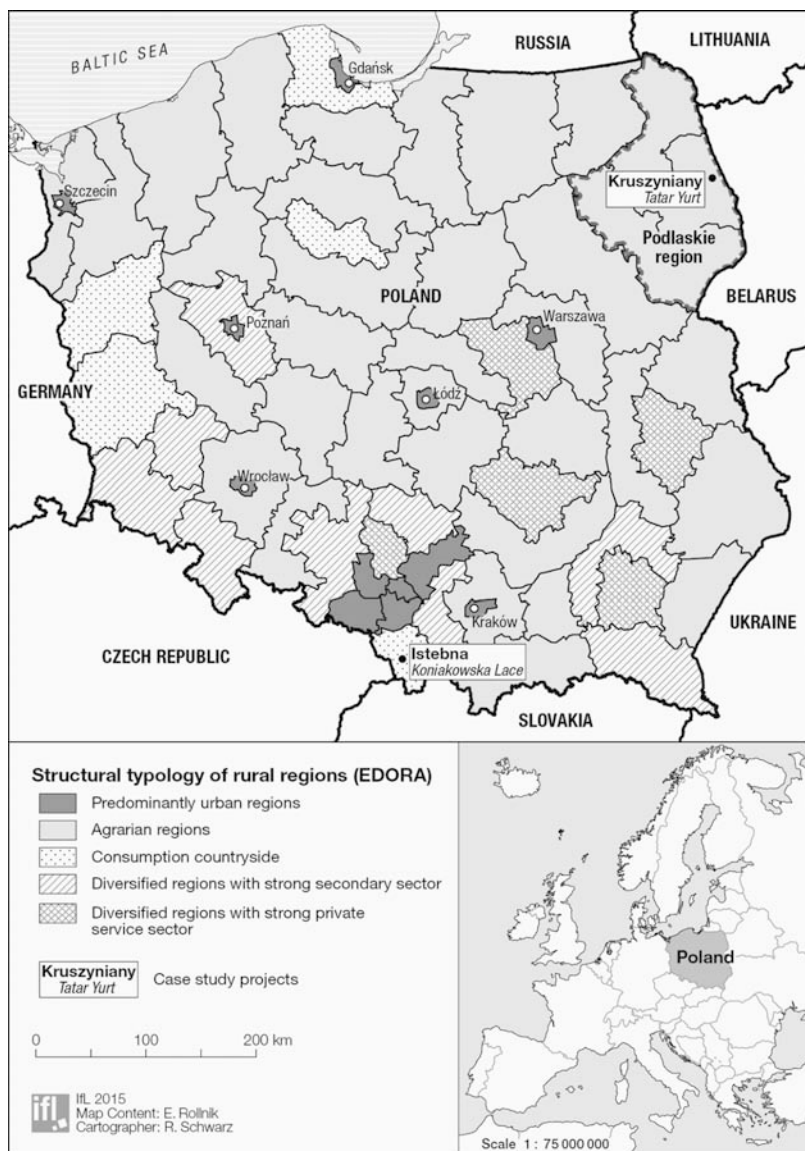 BALTIC SEA
RUSSIA
LITHUANIA
Gdańsk
Szczecin
Kruszyniany
Tatar Yurt
Podlaskie
region
POLAND
BELARUS
Poznań
Warszawa
GERMANY
Łódź
Wrocław
Kraków
UKRAINE
Istebna
Koniakowska Lace
CZECH REPUBLIC
SLOVAKIA
Structural typology of rural regions (EDORA)
Predominantly urban regions
Agrarian regions
Consumption countryside
Diversified regions with strong secondary sector
Diversified regions with strong private
service sector
Kruszyniany
Tatar Yurt
Case study projects
0 100 200 km
ifl
IfL 2015
Map Content: E. Rollnik
Cartographer: R. Schwarz
Poland
Scale 1 : 75 000 000